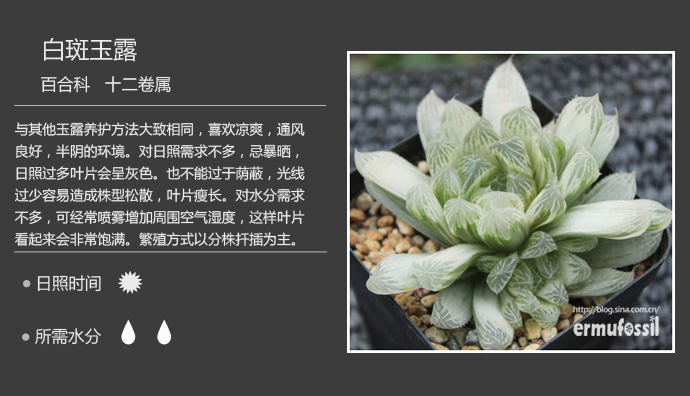 白斑玉露
百合科 十二卷属
与其他玉露养护方法大致相同，喜欢凉爽，通风
良好，半阴的环境。对日照需求不多，忌暴晒，
日照过多叶片会呈灰色。也不能过于荫蔽，光线
过少容易造成株型松散，叶片瘦长。对水分需求
不多，可经常喷雾增加周围空气湿度，这样叶片
看起来会非常饱满。繁殖方式以分株扦插为主。
日照时间
所需水分
http://blog.sina.com.cn/
ermufossil